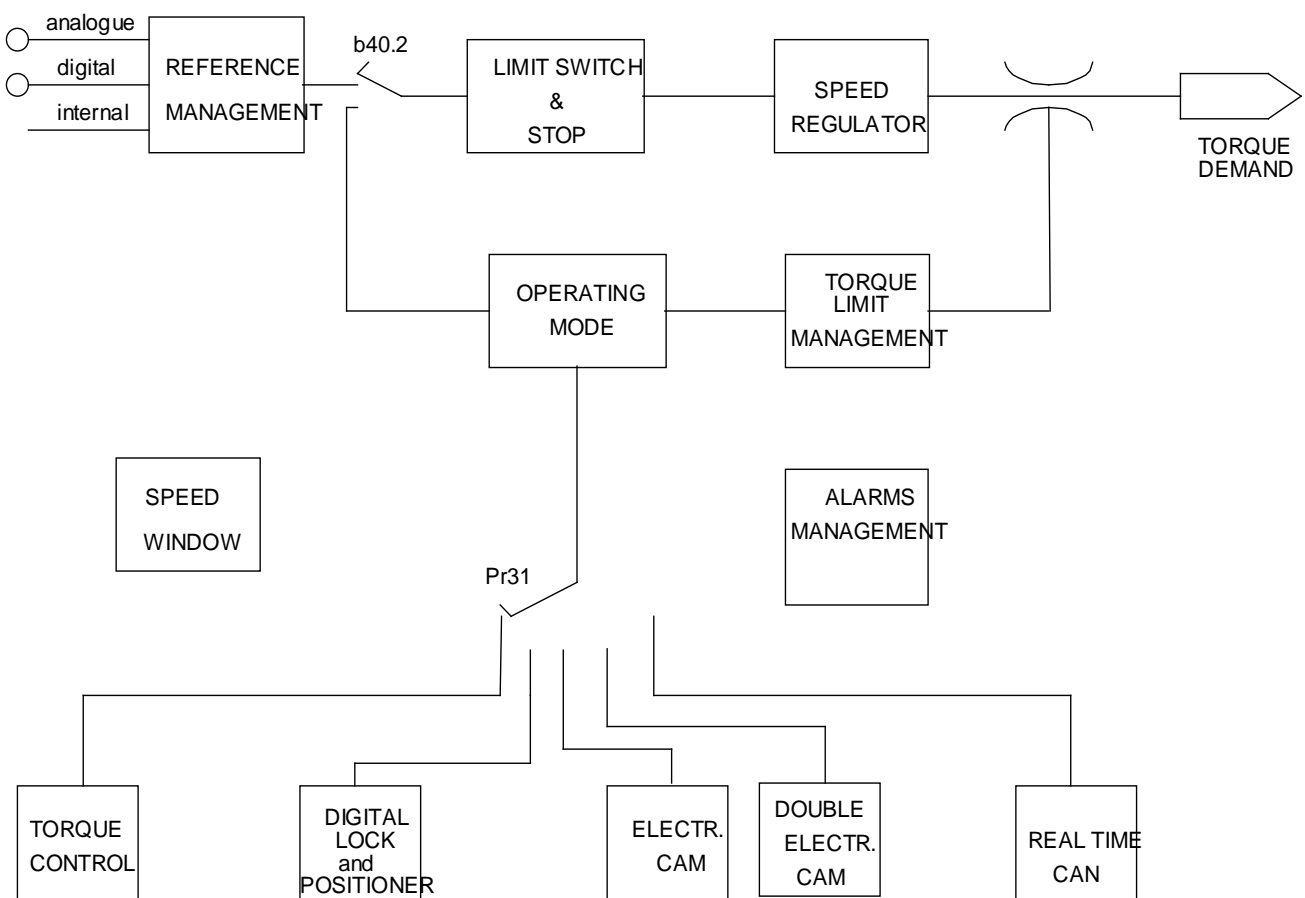 analogue
digital
internal
REFERENCE
MANAGEMENT
b40.2
LIMIT SWITCH
&
STOP
SPEED
REGULATOR
TORQUE
DEMAND
OPERATING
MODE
TORQUE
LIMIT
MANAGEMENT
SPEED
WINDOW
ALARMS
MANAGEMENT
Pr31
TORQUE
CONTROL
DIGITAL
LOCK
and
POSITIONER
ELECTR.
CAM
DOUBLE
ELECTR.
CAM
REAL TIME
CAN